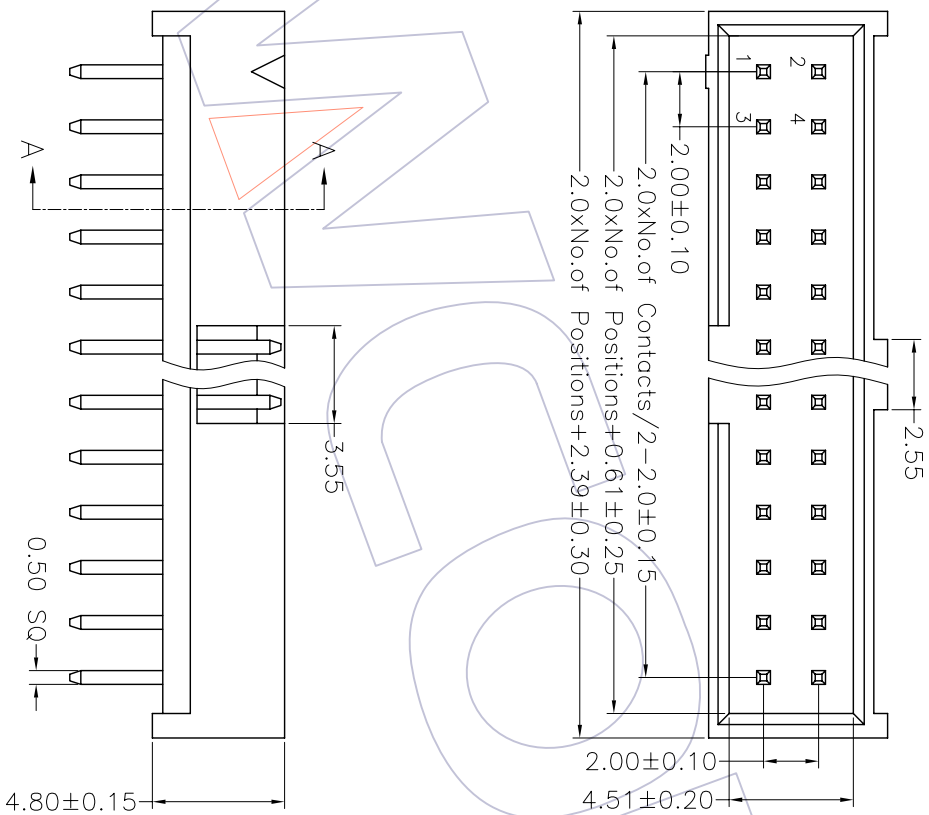 1
2
3
4
2.00±0.10
2.0xNo.of Contacts/2-2.0±0.15
2.0xNo.of Positions+0.61±0.25
2.0xNo.of Positions+2.39±0.30
2.55
2.00±0.10
4.51±0.20
A
A
3.55
0.50 SQ
4.80±0.15